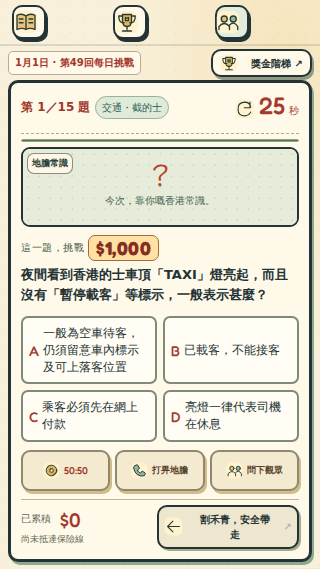 1月1日・第49回每日挑戰
獎金階梯 ↗
第 1／15 題
交通・截的士
25 秒
地膽常識
?
今次，靠你嘅香港常識。
這一題，挑戰 $1,000
夜間看到香港的士車頂「TAXI」燈亮起，而且
沒有「暫停載客」等標示，一般表示甚麼？
A 一般為空車待客，
仍須留意車內標示
及可上落客位置
B 已載客，不能接客
C 乘客必須先在網上
付款
D 亮燈一律代表司機
在休息
50:50
打畀地膽
問下觀眾
已累積 $0
尚未抵達保險線
← 割禾青，安全帶
走 ↗